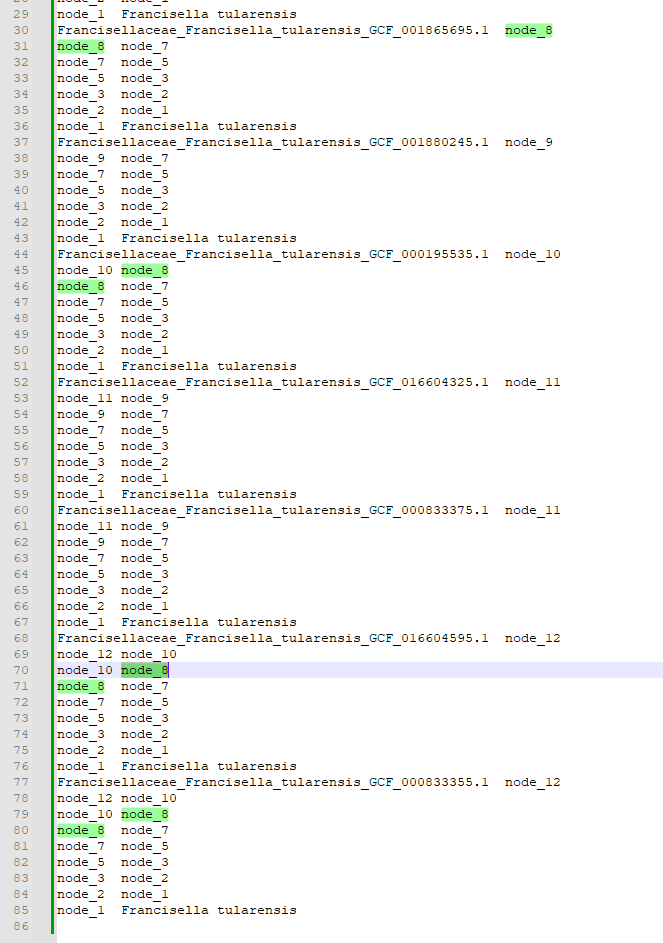 29 node_1 Francisella tularensis
30 Francisellaceae_Francisella_tularensis_GCF_001865695.1 node_8
31 node_8 node_7
32 node_7 node_5
33 node_5 node_3
34 node_3 node_2
35 node_2 node_1
36 node_1 Francisella tularensis
37 Francisellaceae_Francisella_tularensis_GCF_001880245.1 node_9
38 node_9 node_7
39 node_7 node_5
40 node_5 node_3
41 node_3 node_2
42 node_2 node_1
43 node_1 Francisella tularensis
44 Francisellaceae_Francisella_tularensis_GCF_000195535.1 node_10
45 node_10 node_8
46 node_8 node_7
47 node_7 node_5
48 node_5 node_3
49 node_3 node_2
50 node_2 node_1
51 node_1 Francisella tularensis
52 Francisellaceae_Francisella_tularensis_GCF_016604325.1 node_11
53 node_11 node_9
54 node_9 node_7
55 node_7 node_5
56 node_5 node_3
57 node_3 node_2
58 node_2 node_1
59 node_1 Francisella tularensis
60 Francisellaceae_Francisella_tularensis_GCF_000833375.1 node_11
61 node_11 node_9
62 node_9 node_7
63 node_7 node_5
64 node_5 node_3
65 node_3 node_2
66 node_2 node_1
67 node_1 Francisella tularensis
68 Francisellaceae_Francisella_tularensis_GCF_016604595.1 node_12
69 node_12 node_10
70 node_10 node_8
71 node_8 node_7
72 node_7 node_5
73 node_5 node_3
74 node_3 node_2
75 node_2 node_1
76 node_1 Francisella tularensis
77 Francisellaceae_Francisella_tularensis_GCF_000833355.1 node_12
78 node_12 node_10
79 node_10 node_8
80 node_8 node_7
81 node_7 node_5
82 node_5 node_3
83 node_3 node_2
84 node_2 node_1
85 node_1 Francisella tularensis
86